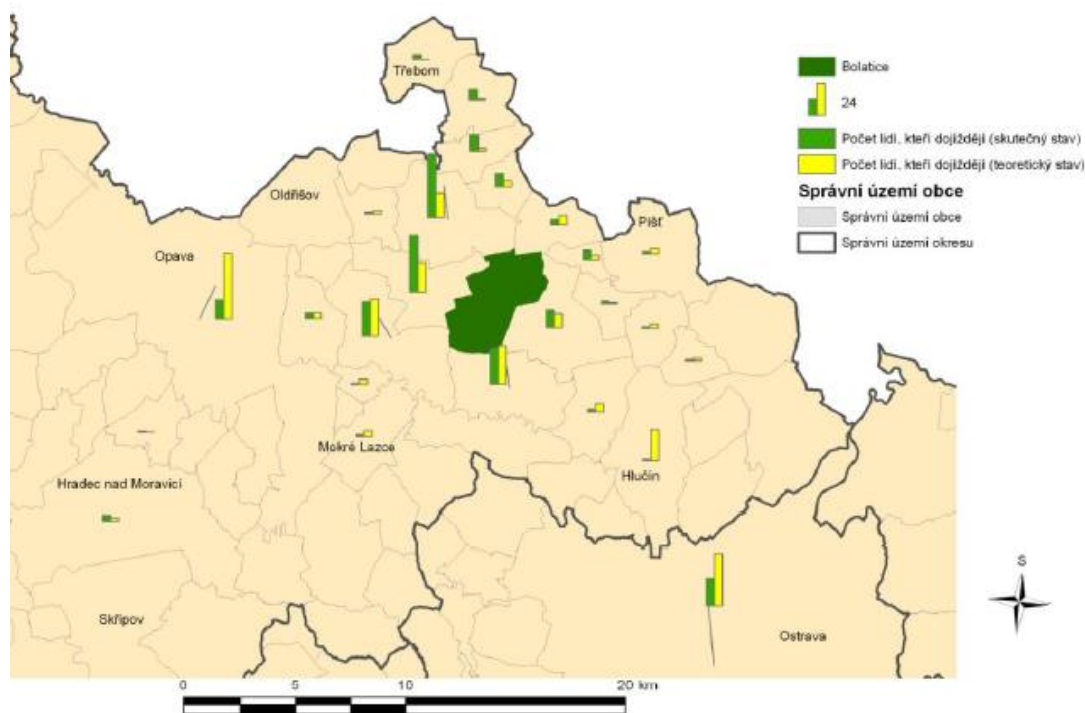 Třebom
Oldřišov
Píšť
Opava
Mokré Lazce
Hlučín
Hradec nad Moravicí
Skřipov
Ostrava
Bolatice
24
Počet lidí, kteří dojíždějí (skutečný stav)
Počet lidí, kteří dojíždějí (teoretický stav)
Správní území obce
Správní území obce
Správní území okresu
S
0 5 10 20 km